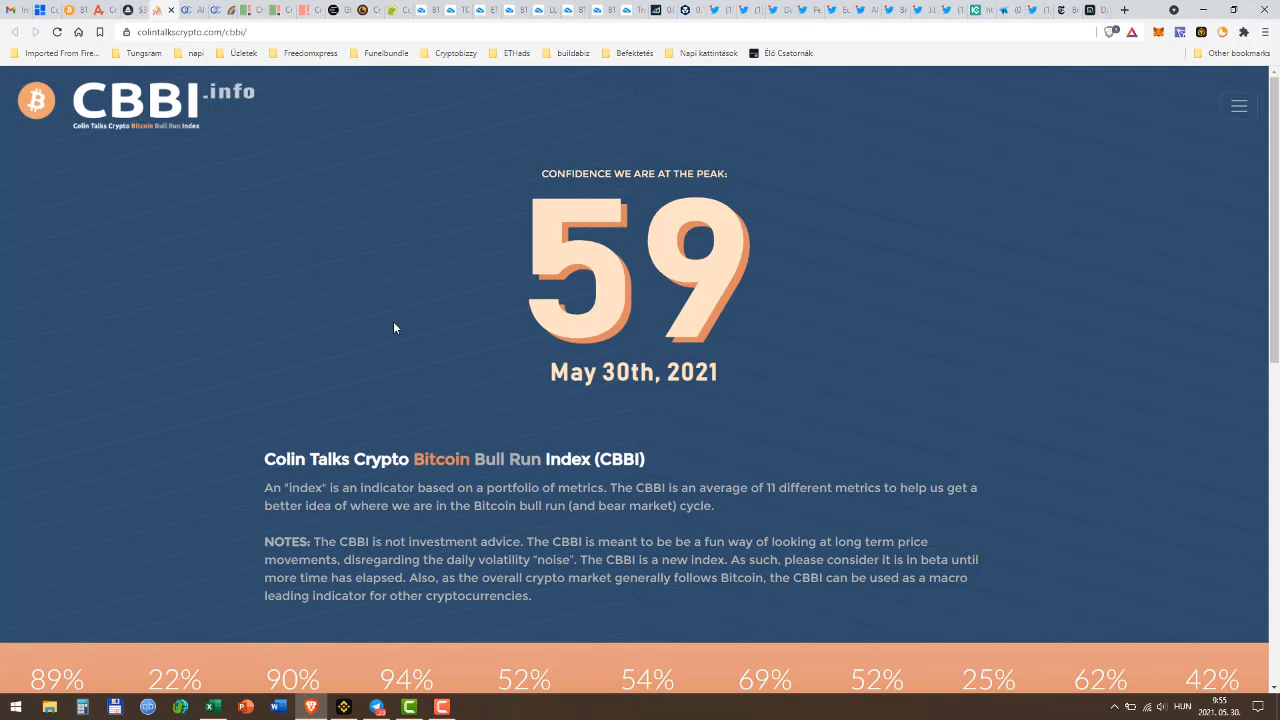 colintalkscrypto.com/cbbi/
Imported From Fire... Tungsram napi Üzletek Freedomxpress Funelbundle Cryptobizzy ETHads buildabiz Befektetés Napi kattintások Élő Csatornák Other bookmarks
CBBI.info
Colin Talks Crypto Bitcoin Bull Run Index
CONFIDENCE WE ARE AT THE PEAK:
59
May 30th, 2021
Colin Talks Crypto Bitcoin Bull Run Index (CBBI)
An "index" is an indicator based on a portfolio of metrics. The CBBI is an average of 11 different metrics to help us get a
better idea of where we are in the Bitcoin bull run (and bear market) cycle.
NOTES: The CBBI is not investment advice. The CBBI is meant to be be a fun way of looking at long term price
movements, disregarding the daily volatility “noise”. The CBBI is a new index. As such, please consider it is in beta until
more time has elapsed. Also, as the overall crypto market generally follows Bitcoin, the CBBI can be used as a macro
leading indicator for other cryptocurrencies.
89% 22% 90% 94% 52% 54% 69% 52% 25% 62% 42%
HUN 9:55
2021. 05. 30.